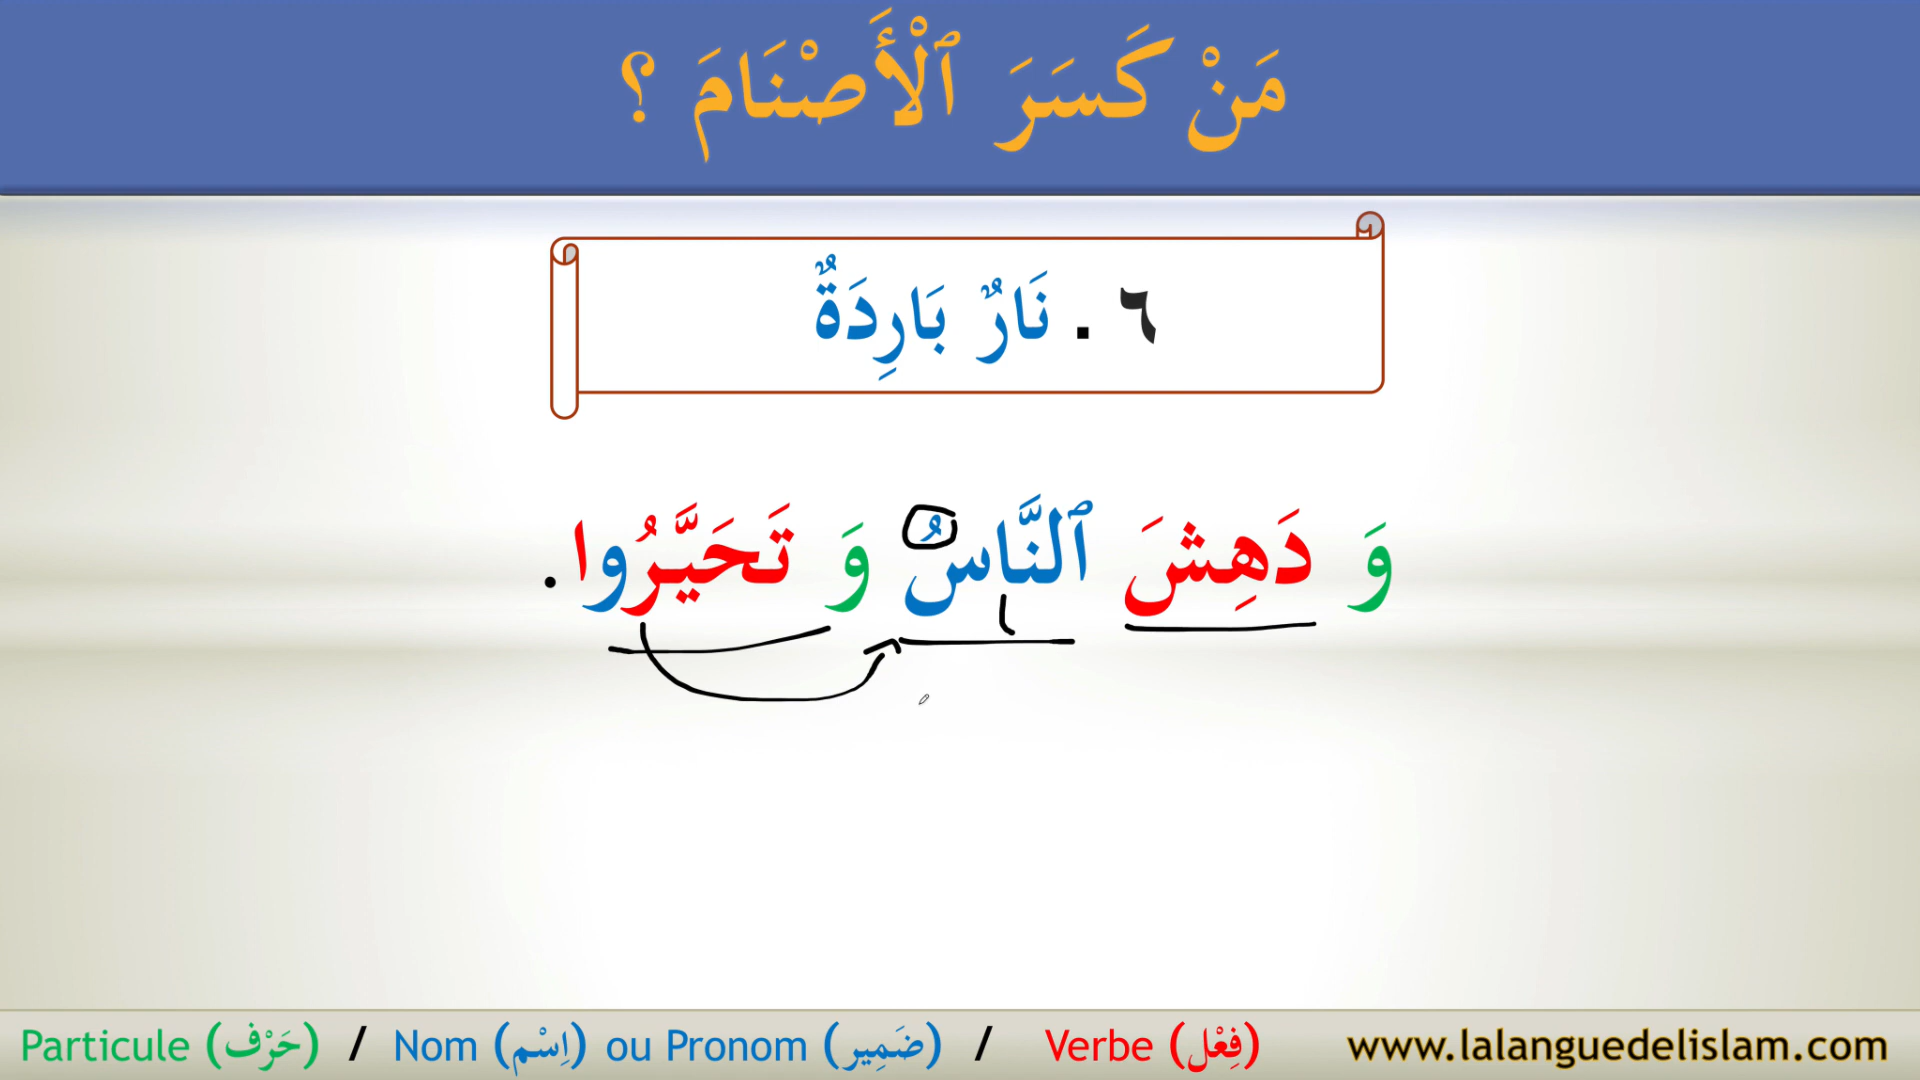 مَنْ كَسَرَ ٱلْأَصْنَامَ ؟
٦ . نَارٌ بَارِدَةٌ
وَ دَهِشَ ٱلنَّاسُ وَ تَحَيَّرُوا .
Particule (حَرْف) / Nom (اِسْم) ou Pronom (ضَمِير) / Verbe (فِعْل) www.lalanguedelislam.com